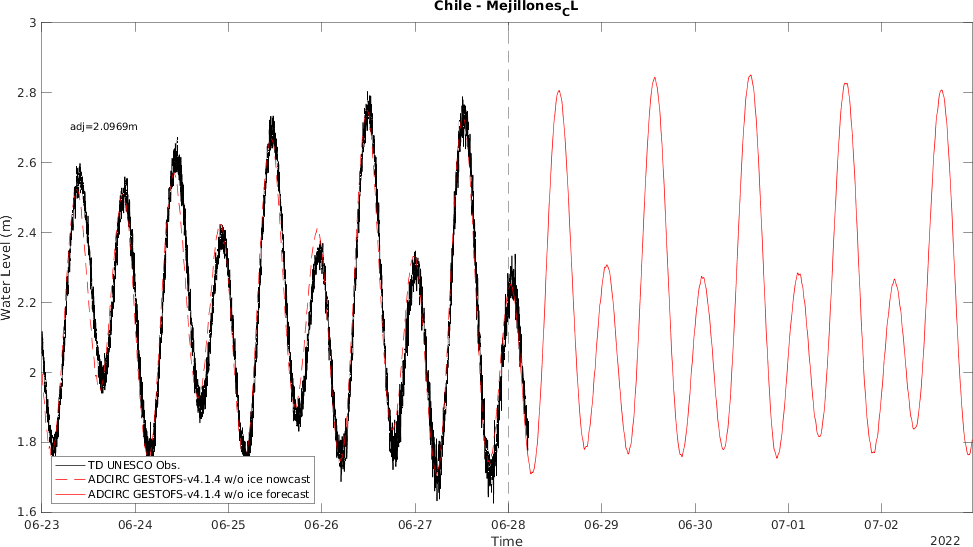 Chile - Mejillones_CL
3
2.8
adj=2.0969m
2.6
2.4
Water Level (m)
2.2
2
1.8
TD UNESCO Obs.
ADCIRC GESTOFS-v4.1.4 w/o ice nowcast
ADCIRC GESTOFS-v4.1.4 w/o ice forecast
1.6
06-23 06-24 06-25 06-26 06-27 06-28 06-29 06-30 07-01 07-02
Time
2022